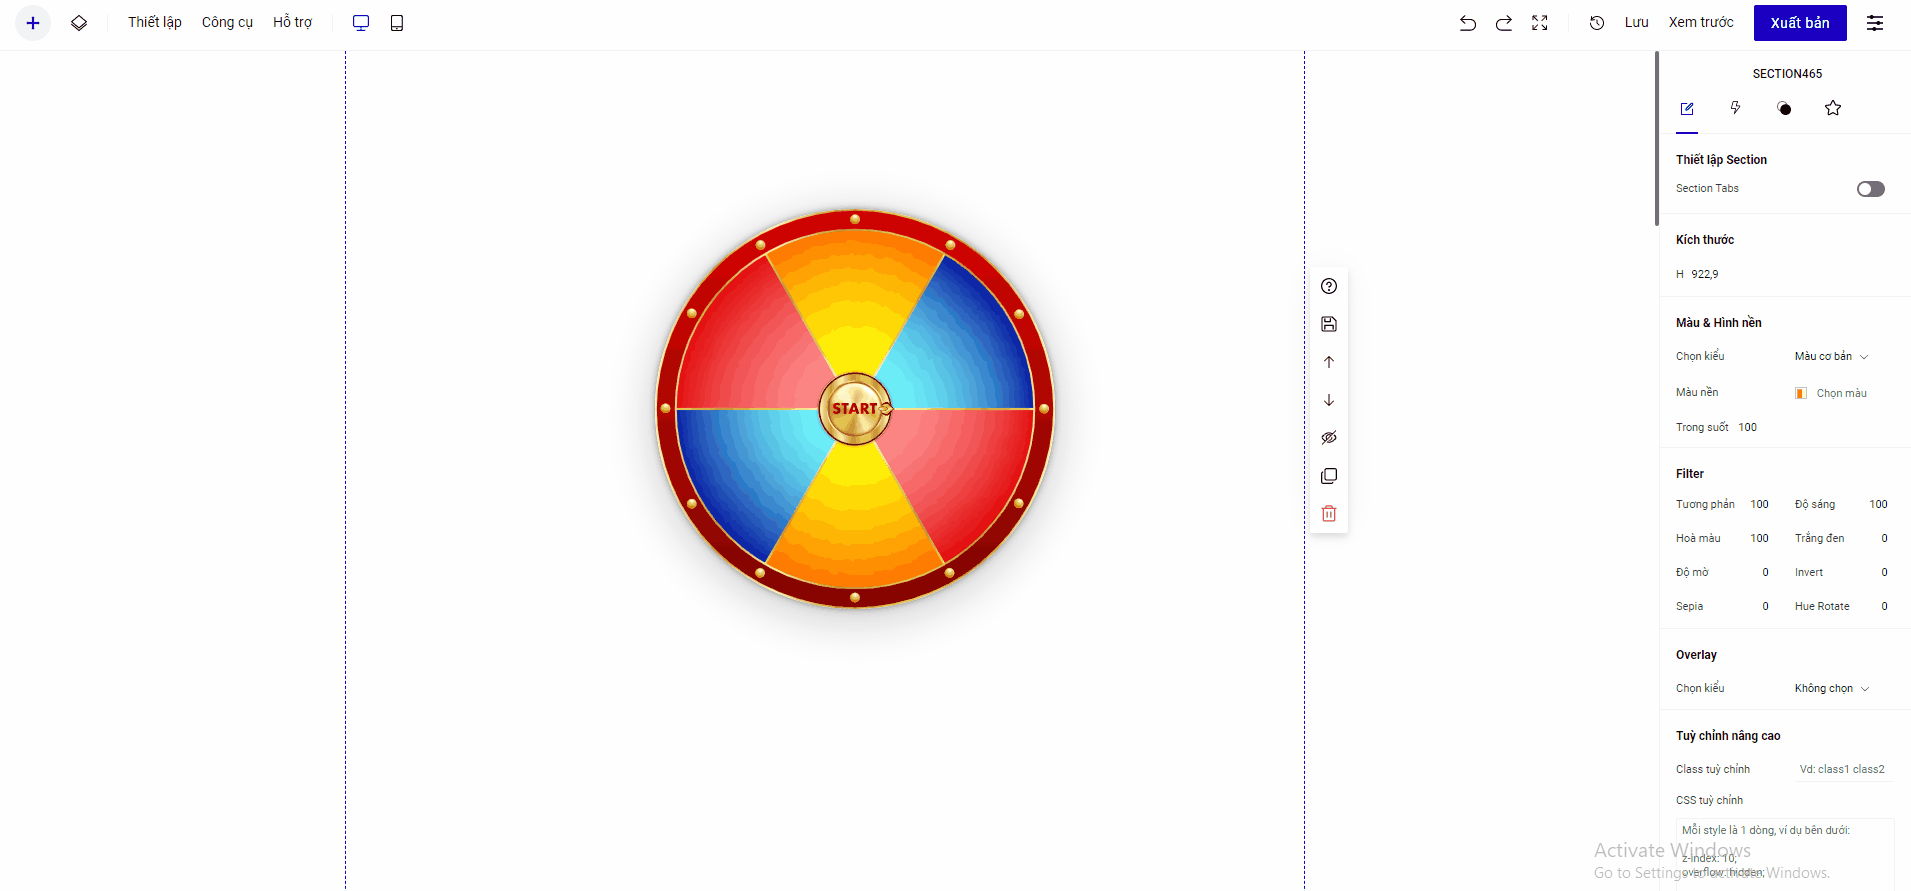 Thiết lập Công cụ Hỗ trợ Lưu Xem trước Xuất bản
SECTION465
Thiết lập Section
Section Tabs
Kích thước
H 922,9
Màu & Hình nền
Chọn kiểu Màu cơ bản
Màu nền Chọn màu
Trong suốt 100
Filter
Tương phản 100 Độ sáng 100
Hoà màu 100 Trắng đen 0
Độ mờ 0 Invert 0
Sepia 0 Hue Rotate 0
Overlay
Chọn kiểu Không chọn
Tuỳ chỉnh nâng cao
Class tuỳ chỉnh Vd: class1 class2
CSS tuỳ chỉnh
Mỗi style là 1 dòng, ví dụ bên dưới:
z-index: 10;
overflow: hidden;
START
Activate Windows
Go to Settings to activate Windows.